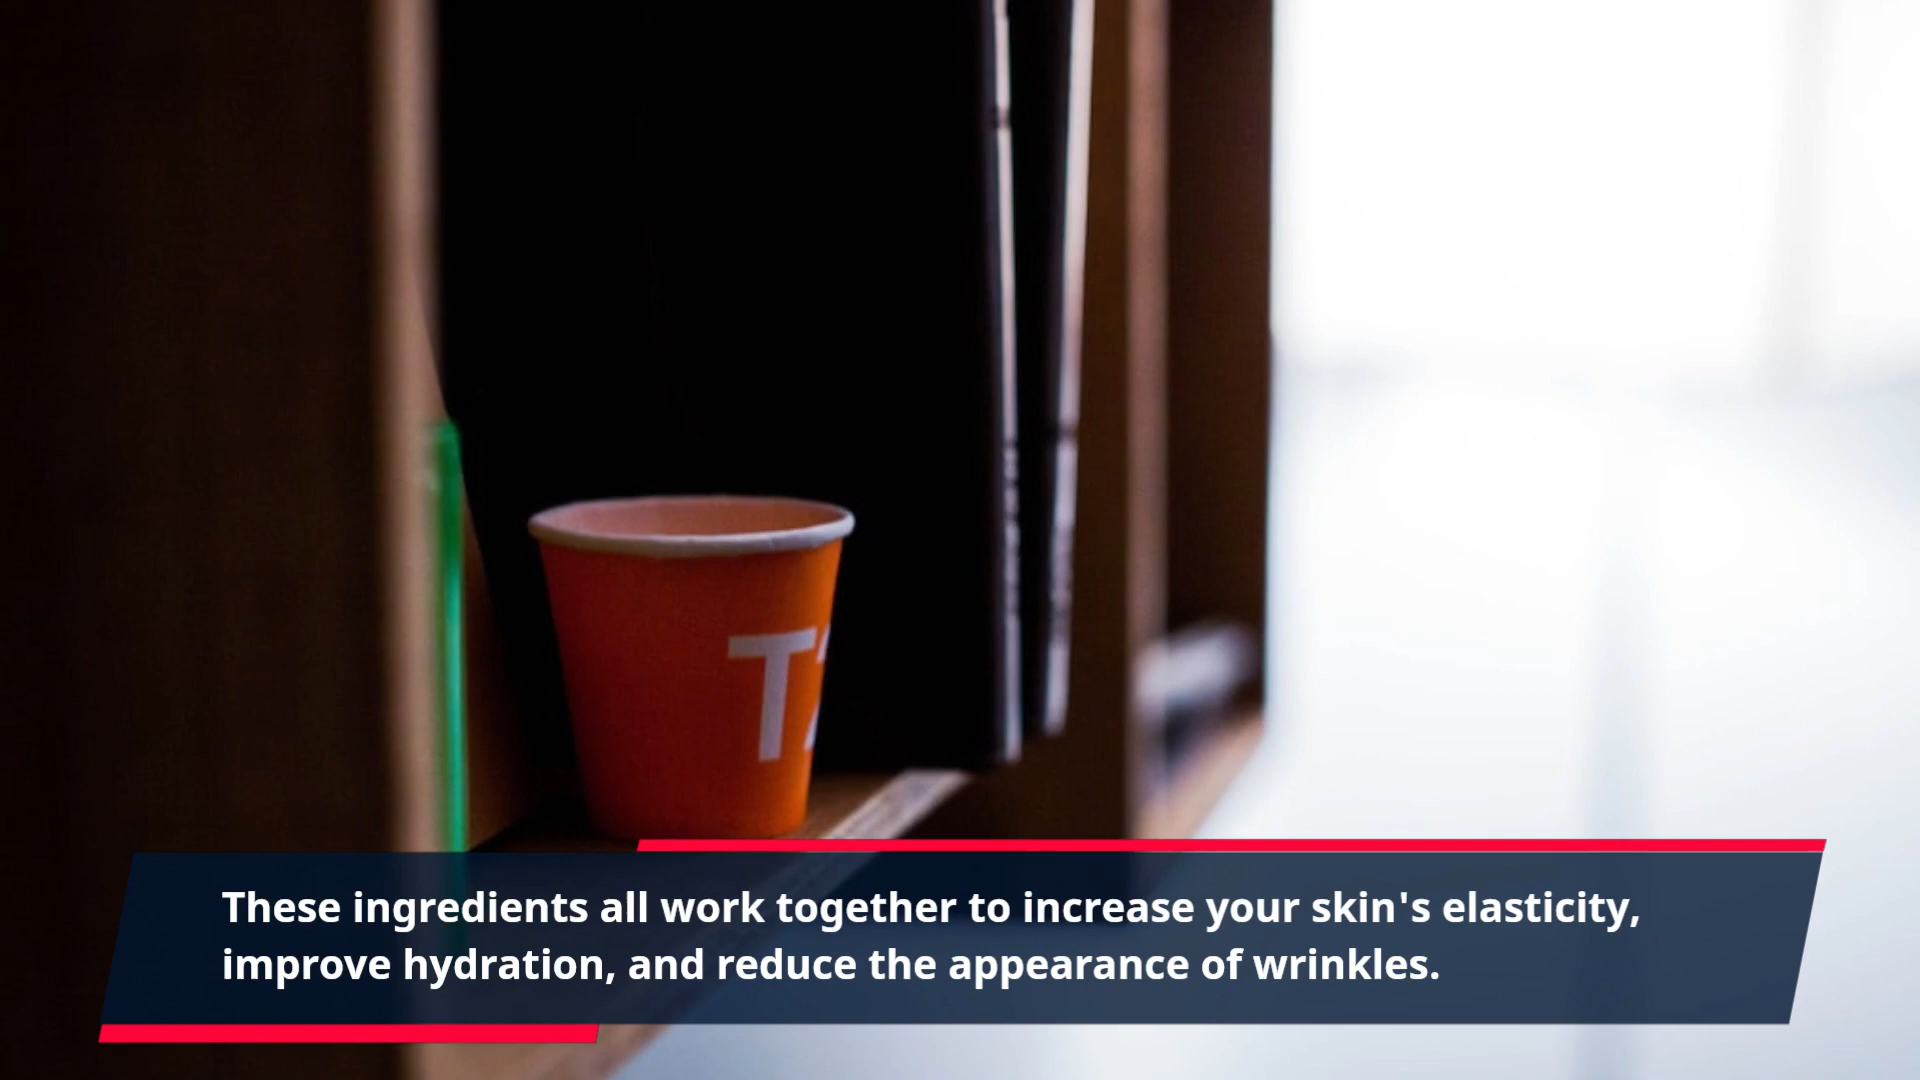 T
These ingredients all work together to increase your skin's elasticity,
improve hydration, and reduce the appearance of wrinkles.